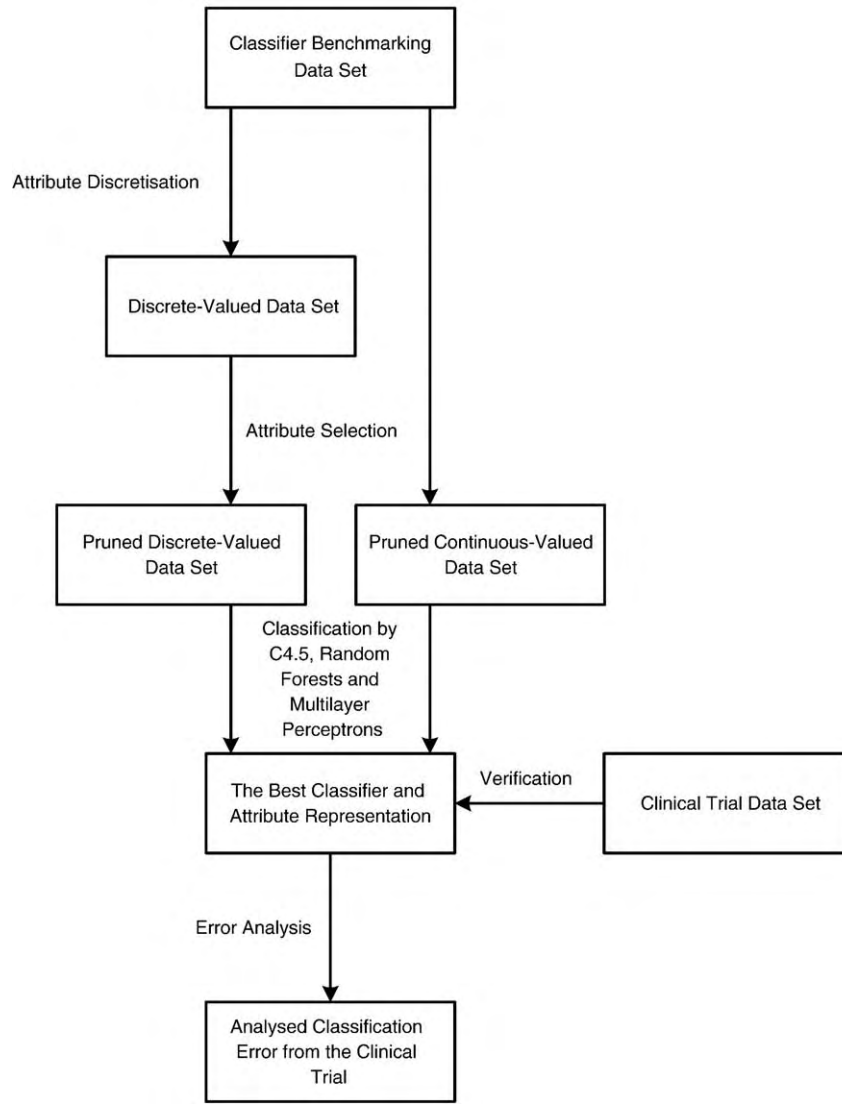 Classifier Benchmarking
Data Set
Attribute Discretisation
Discrete-Valued Data Set
Attribute Selection
Pruned Discrete-Valued
Data Set
Pruned Continuous-Valued
Data Set
Classification by
C4.5, Random
Forests and
Multilayer
Perceptrons
The Best Classifier and
Attribute Representation
Verification
Clinical Trial Data Set
Error Analysis
Analysed Classification
Error from the Clinical
Trial